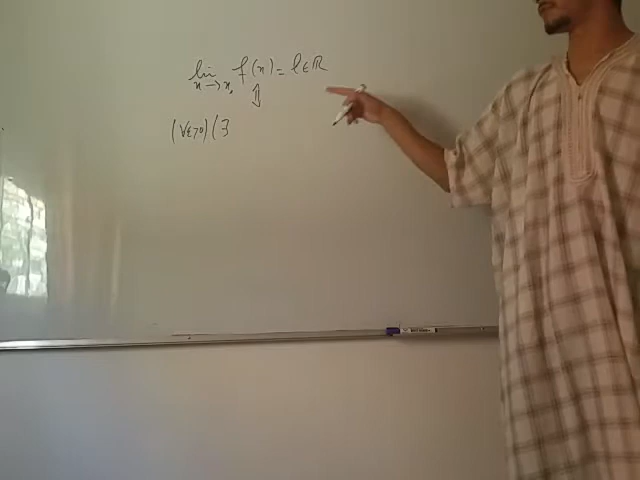 lim f(x) = l ∈ ℝ
x→x₀
⇕
(∀ε>0)(∃